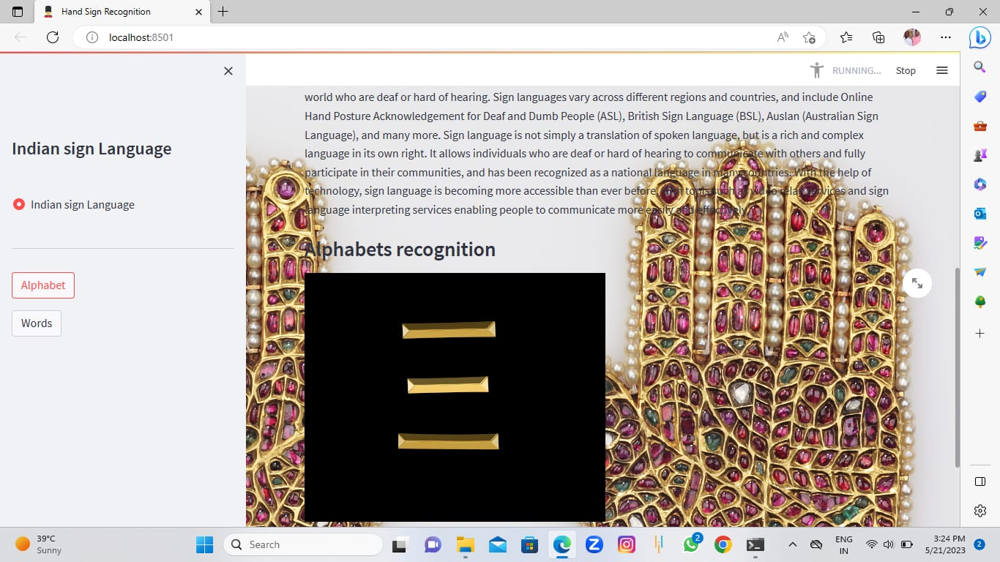 Hand Sign Recognition
localhost:8501
RUNNING...
Stop
Indian sign Language
Indian sign Language
Alphabet
Words
world who are deaf or hard of hearing. Sign languages vary across different regions and countries, and include Online
Hand Posture Acknowledgement for Deaf and Dumb People (ASL), British Sign Language (BSL), Auslan (Australian Sign
Language), and many more. Sign language is not simply a translation of spoken language, but is a rich and complex
language in its own right. It allows individuals who are deaf or hard of hearing to communicate with others and fully
participate in their communities, and has been recognized as a national language in many countries. With the help of
technology, sign language is becoming more accessible than ever before, with tools such as video relay services and sign
language interpreting services enabling people to communicate more easily and effectively.
Alphabets recognition
39°C
Sunny
Search
2
ENG
IN
3:24 PM
5/21/2023
2